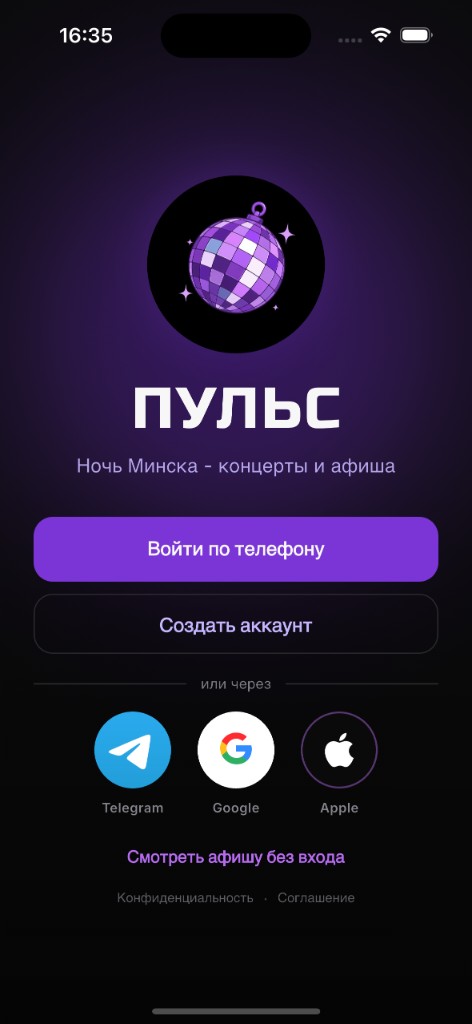 16:35
ПУЛЬС
Ночь Минска - концерты и афиша
Войти по телефону
Создать аккаунт
или через
Telegram Google Apple
Смотреть афишу без входа
Конфиденциальность · Соглашение